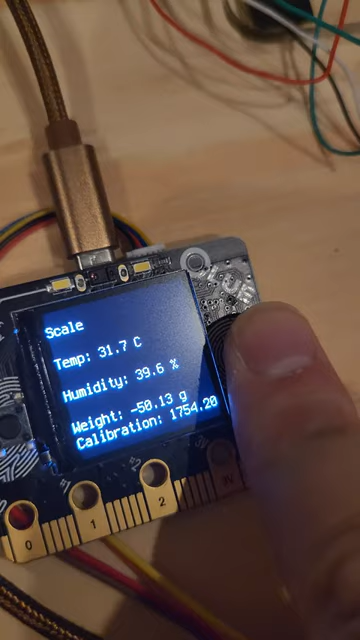 Scale
Temp: 31.7 C
Humidity: 39.6 %
Weight: -50.13 g
Calibration: 1754.20
0
1
2